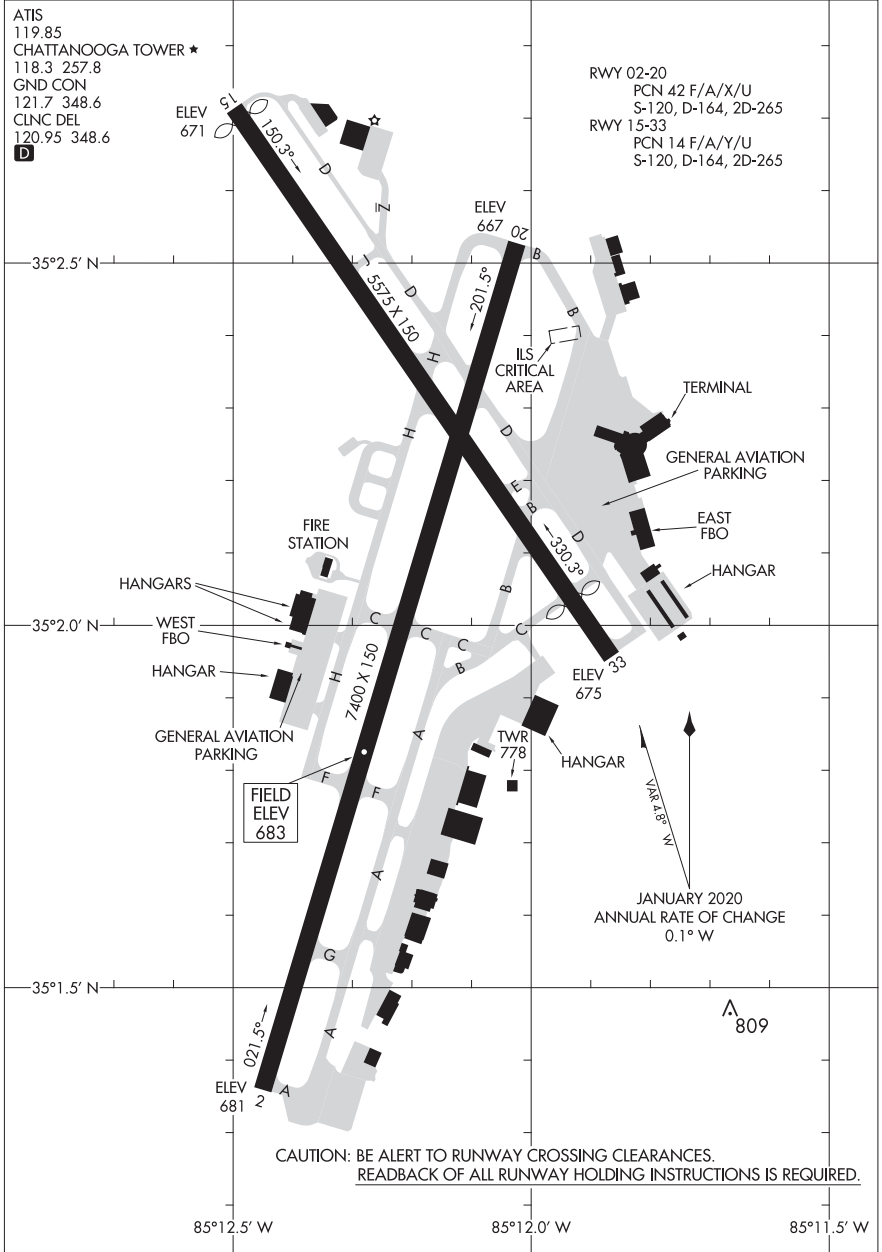 ATIS
119.85
CHATTANOOGA TOWER ★
118.3 257.8
GND CON
121.7 348.6
CLNC DEL
120.95 348.6
D
RWY 02-20
PCN 42 F/A/X/U
S-120, D-164, 2D-265
RWY 15-33
PCN 14 F/A/Y/U
S-120, D-164, 2D-265
15
ELEV
671
150.3°
D
Z
ELEV
667
20
B
35°2.5' N
J
5575 X 150
D
201.5°
B
H
ILS
CRITICAL
AREA
TERMINAL
H
D
GENERAL AVIATION
PARKING
E
B
EAST
FBO
FIRE
STATION
330.3°
D
HANGAR
HANGARS
B
35°2.0' N
WEST
FBO
C
C
C
C
B
33
ELEV
675
HANGAR
H
7400 X 150
A
GENERAL AVIATION
PARKING
TWR
778
HANGAR
F
F
FIELD
ELEV
683
VAR 4.8° W
A
JANUARY 2020
ANNUAL RATE OF CHANGE
0.1° W
G
35°1.5' N
809
021.5°
A
ELEV
681
2
A
CAUTION: BE ALERT TO RUNWAY CROSSING CLEARANCES.
READBACK OF ALL RUNWAY HOLDING INSTRUCTIONS IS REQUIRED.
85°12.5' W
85°12.0' W
85°11.5' W